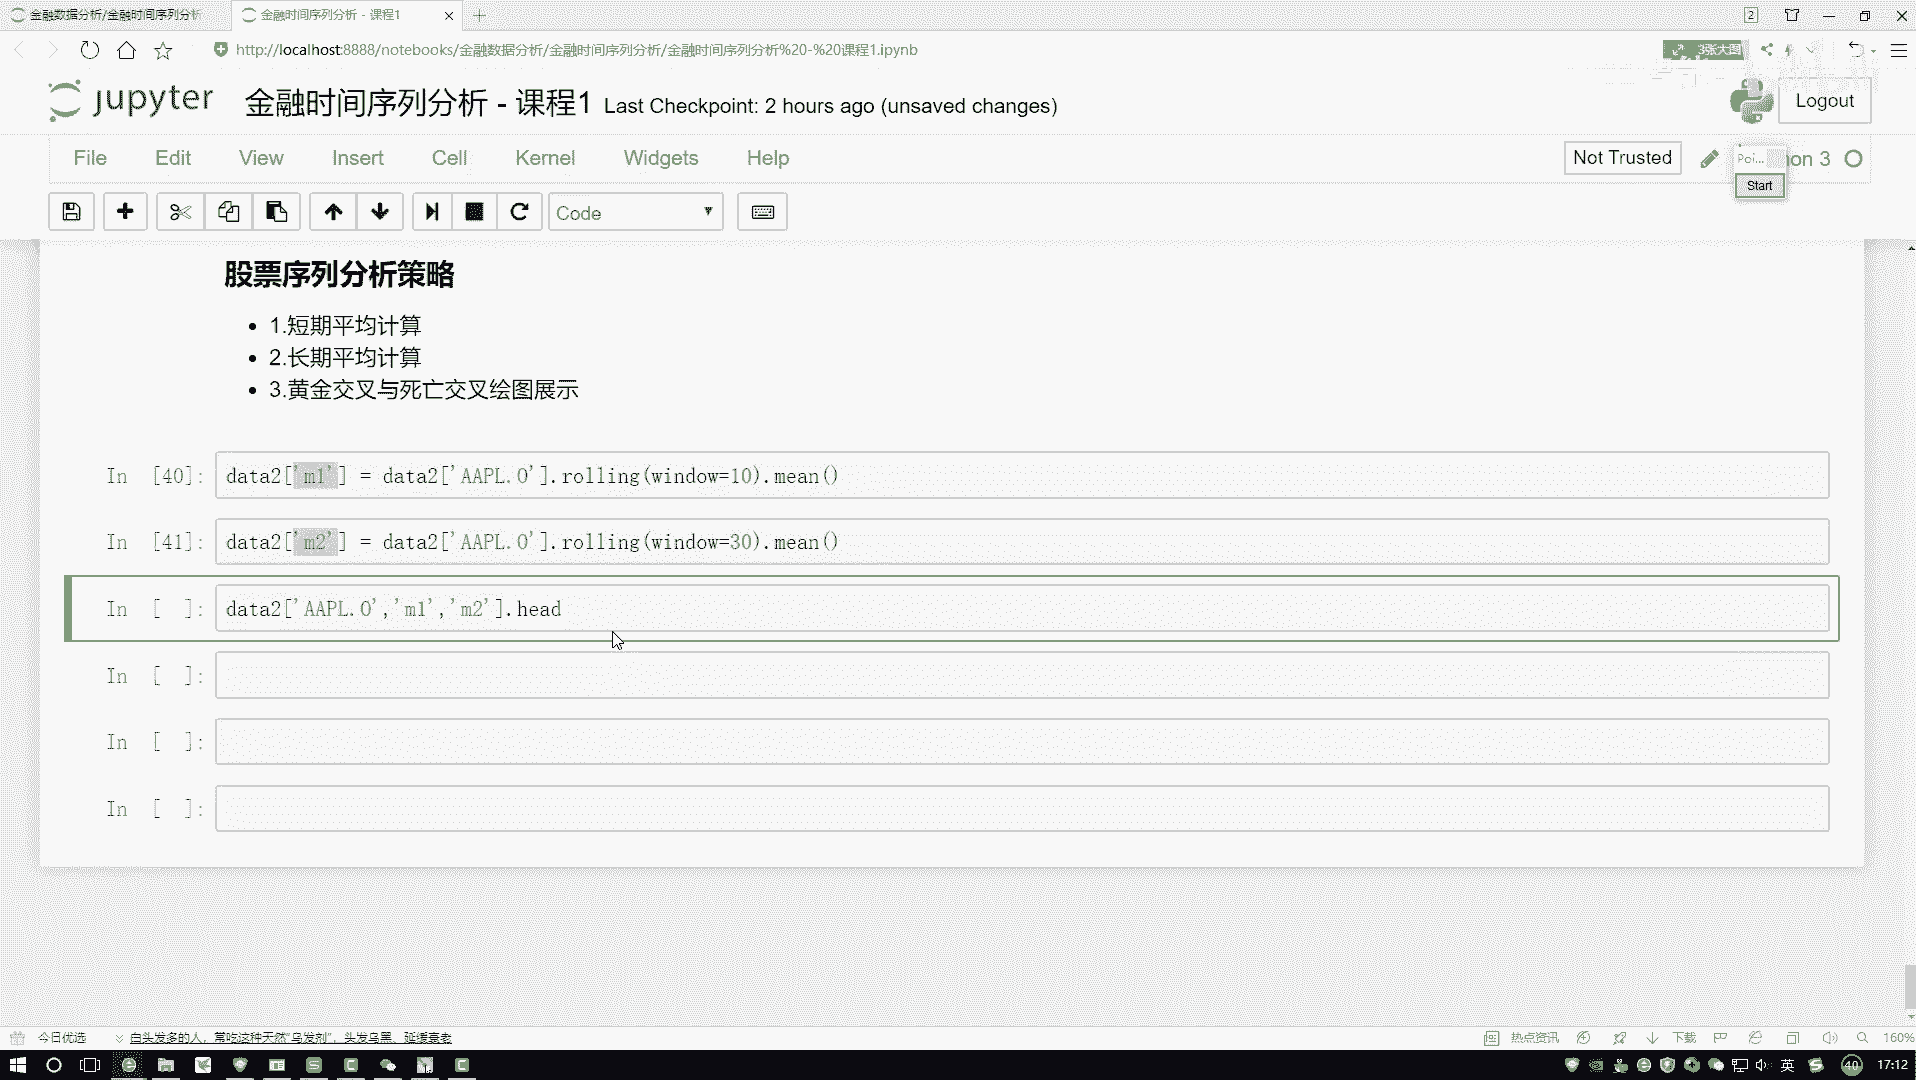 金融数据分析/金融时间序列分析
金融时间序列分析 - 课程1
2
http://localhost:8888/notebooks/金融数据分析/金融时间序列分析/金融时间序列分析%20-%20课程1.ipynb
3张大图
jupyter 金融时间序列分析 - 课程1 Last Checkpoint: 2 hours ago (unsaved changes)
Logout
File Edit View Insert Cell Kernel Widgets Help
Not Trusted
Poi...
on 3
Start
Code
股票序列分析策略
1.短期平均计算
2.长期平均计算
3.黄金交叉与死亡交叉绘图展示
In [40]: data2['m1'] = data2['AAPL.O'].rolling(window=10).mean()
In [41]: data2['m2'] = data2['AAPL.O'].rolling(window=30).mean()
In [ ]: data2['AAPL.O','m1','m2'].head
In [ ]:
In [ ]:
In [ ]:
今日优选
白头发多的人，常吃这种天然"乌发剂"，头发乌黑、延缓衰老
热点资讯
下载
160%
英
40
17:12